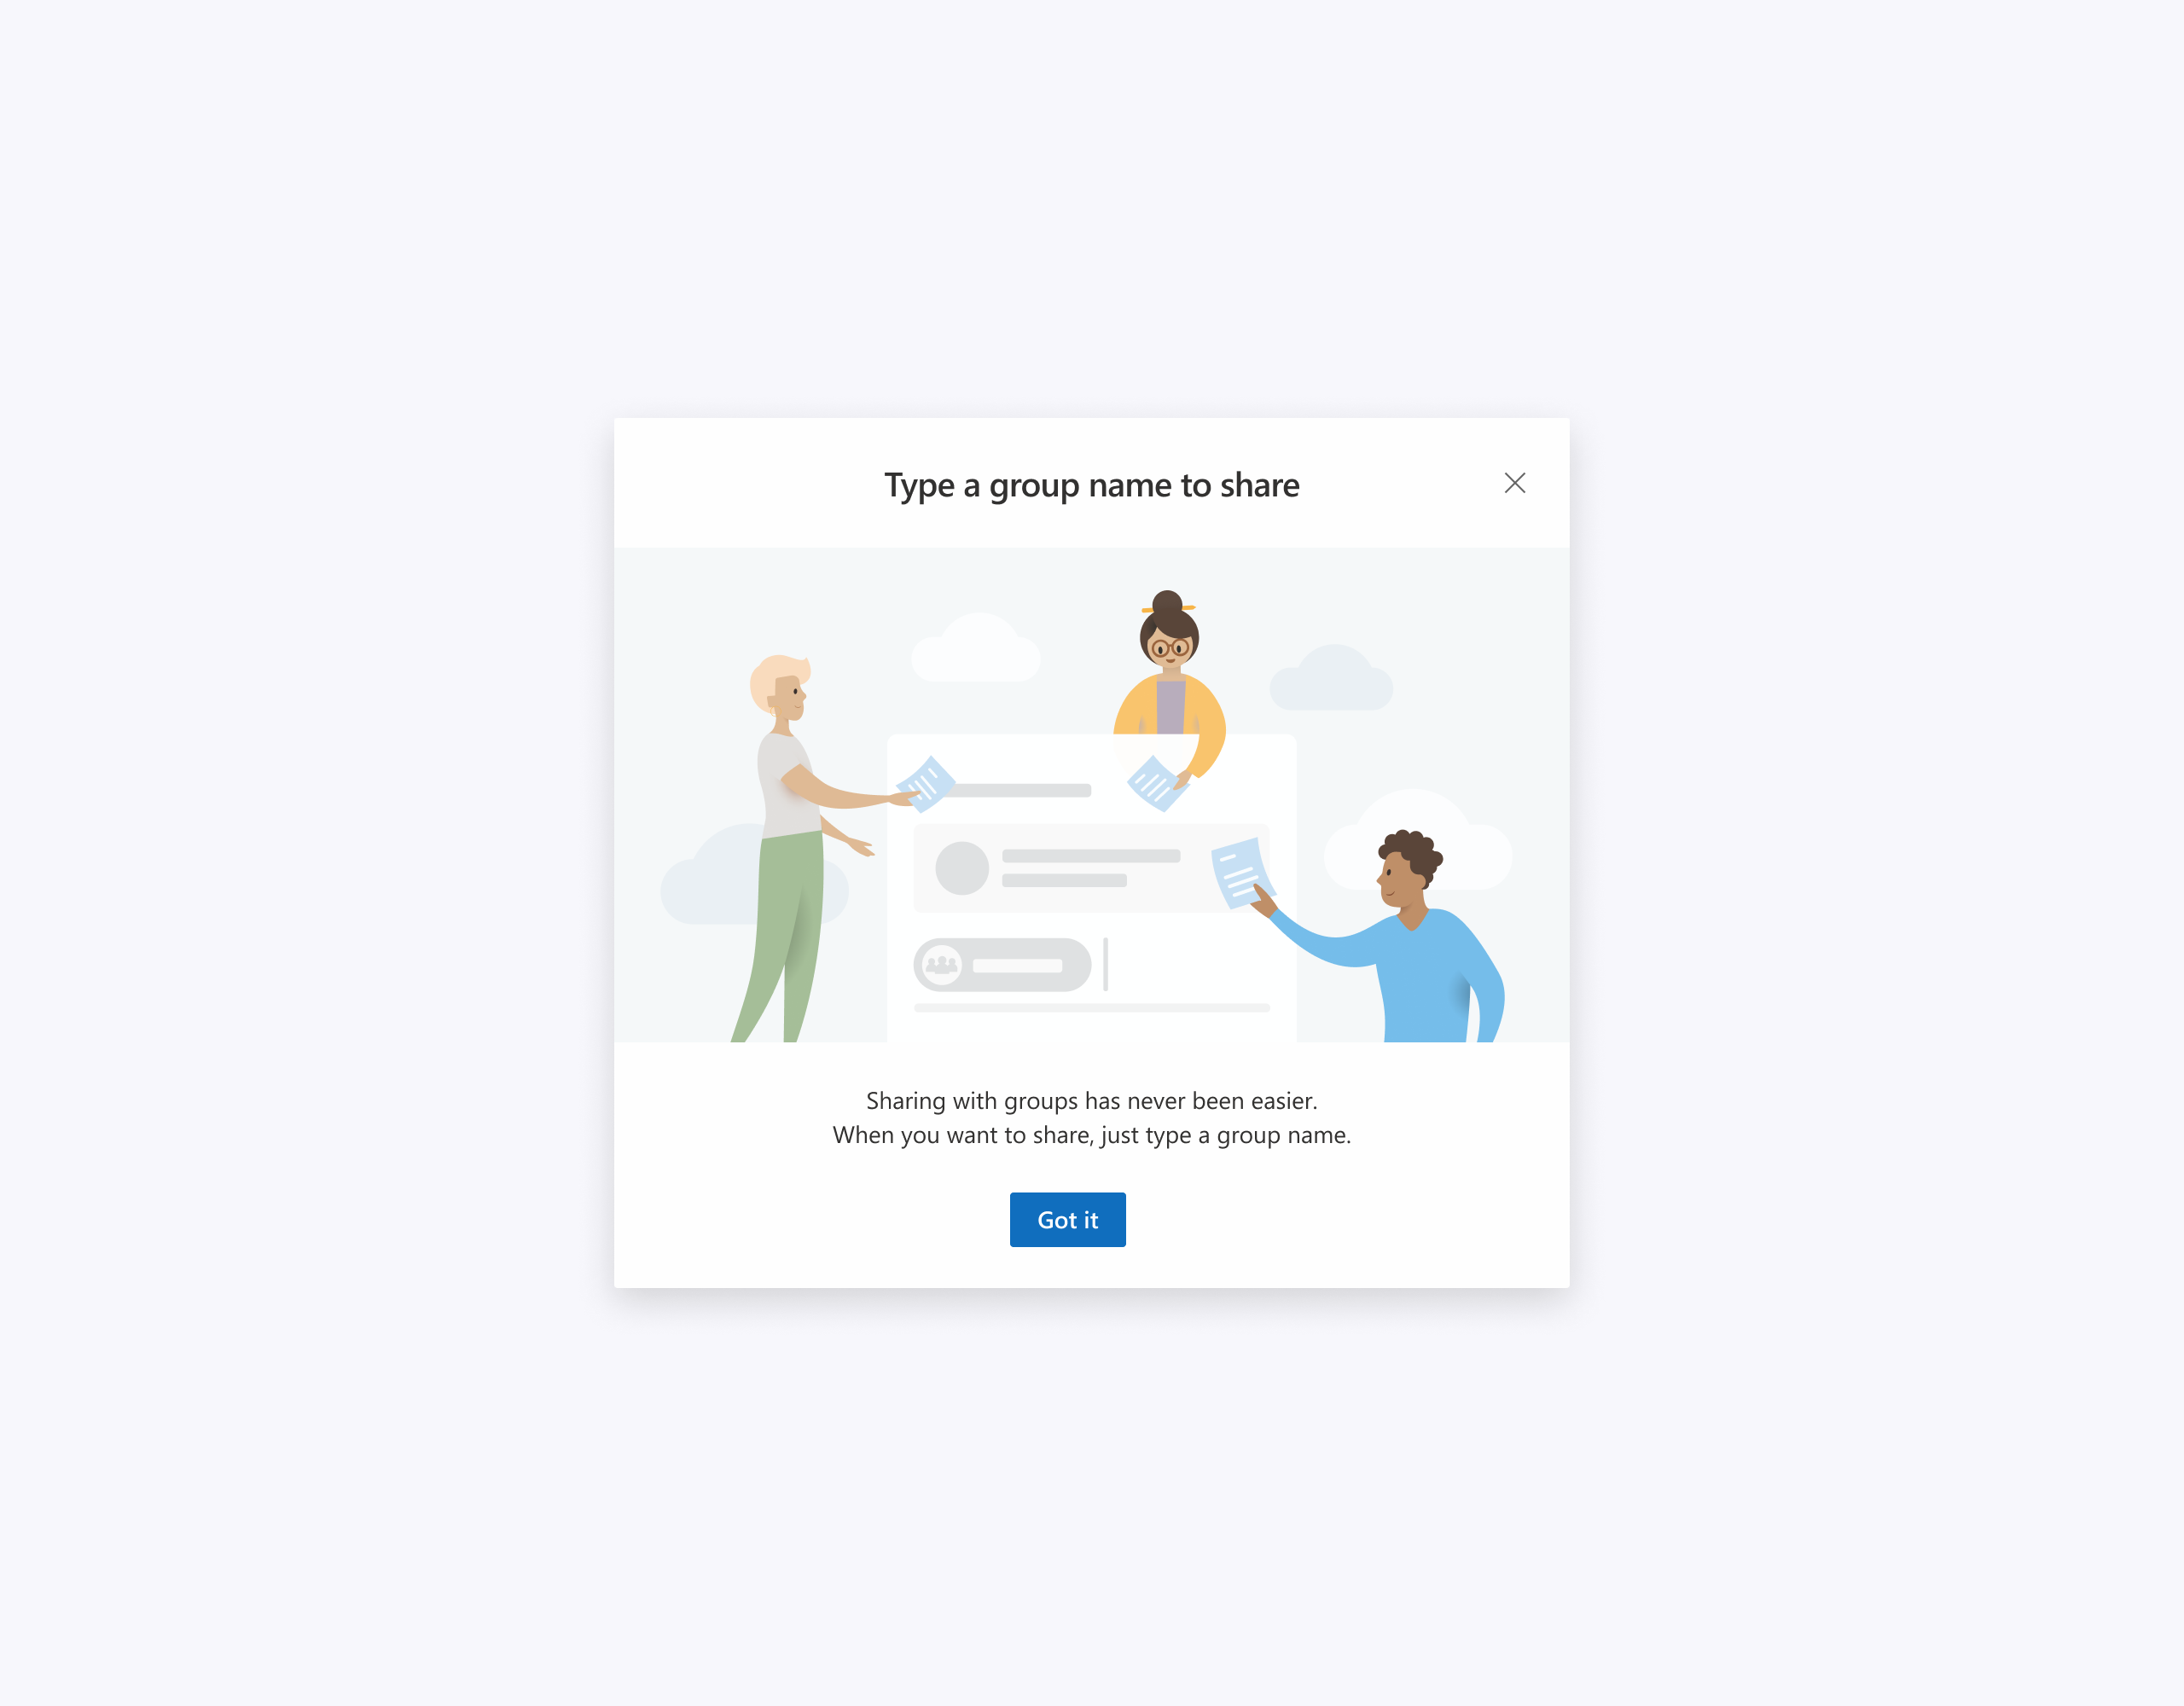 Type a group name to share
Sharing with groups has never been easier.
When you want to share, just type a group name.
Got it